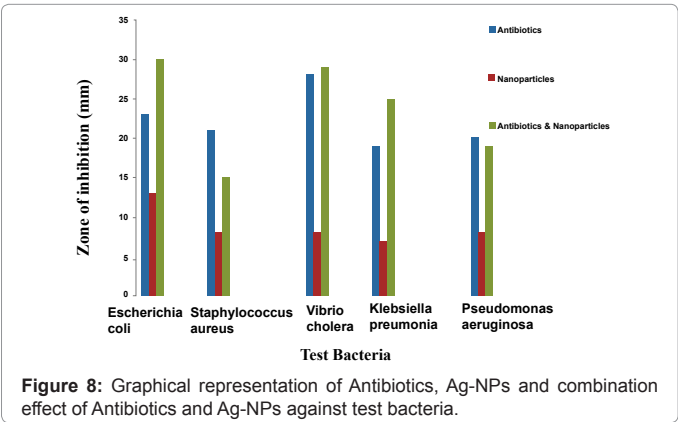 35
30
25
20
15
10
5
0
Zone of inhibition (mm)
Antibiotics
Nanoparticles
Antibiotics & Nanoparticles
Escherichia
coli
Staphylococcus
aureus
Vibrio
cholera
Klebsiella
preumonia
Pseudomonas
aeruginosa
Test Bacteria
Figure 8: Graphical representation of Antibiotics, Ag-NPs and combination
effect of Antibiotics and Ag-NPs against test bacteria.